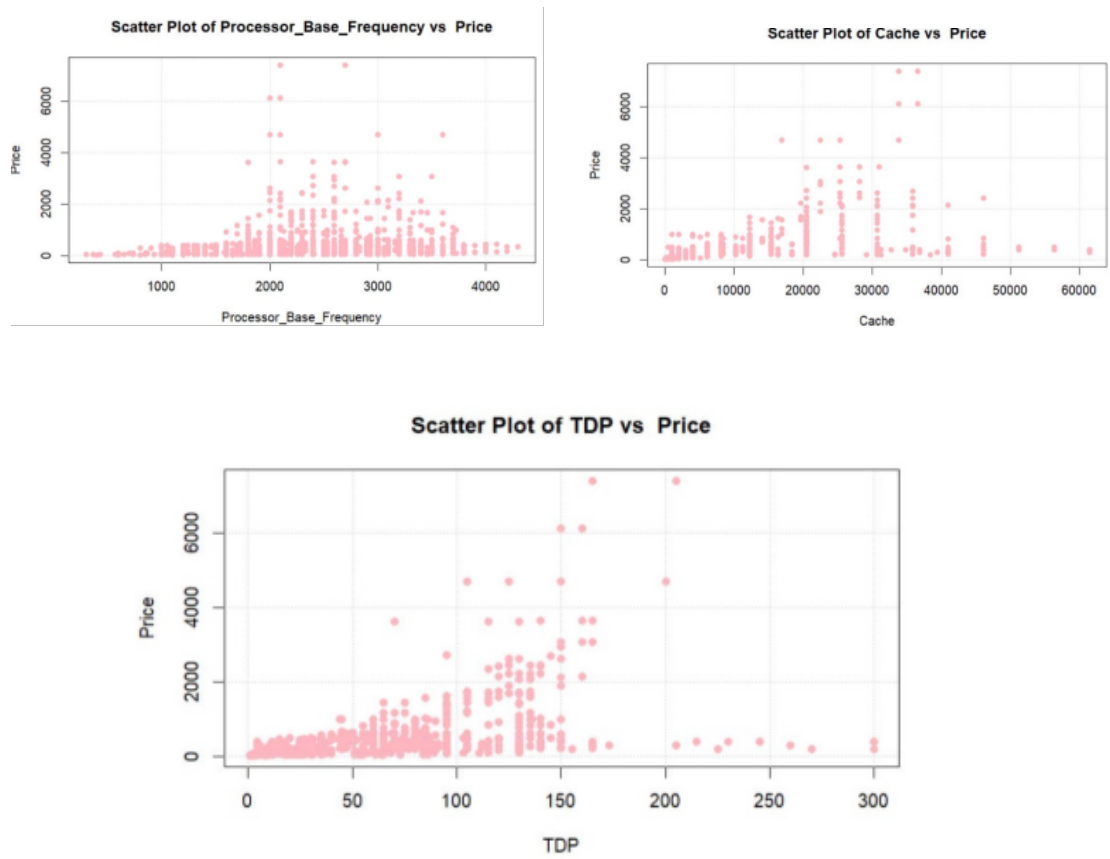 Scatter Plot of Processor_Base_Frequency vs Price
Price
0 2000 4000 6000
1000 2000 3000 4000
Processor_Base_Frequency
Scatter Plot of Cache vs Price
Price
0 2000 4000 6000
0 10000 20000 30000 40000 50000 60000
Cache
Scatter Plot of TDP vs Price
Price
0 2000 4000 6000
0 50 100 150 200 250 300
TDP